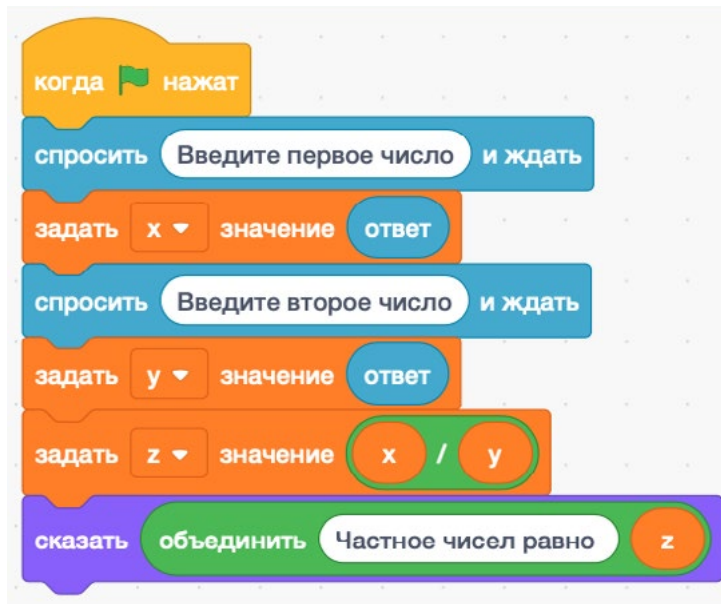 когда нажат
спросить Введите первое число и ждать
задать x значение ответ
спросить Введите второе число и ждать
задать y значение ответ
задать z значение x / y
сказать объединить Частное чисел равно z